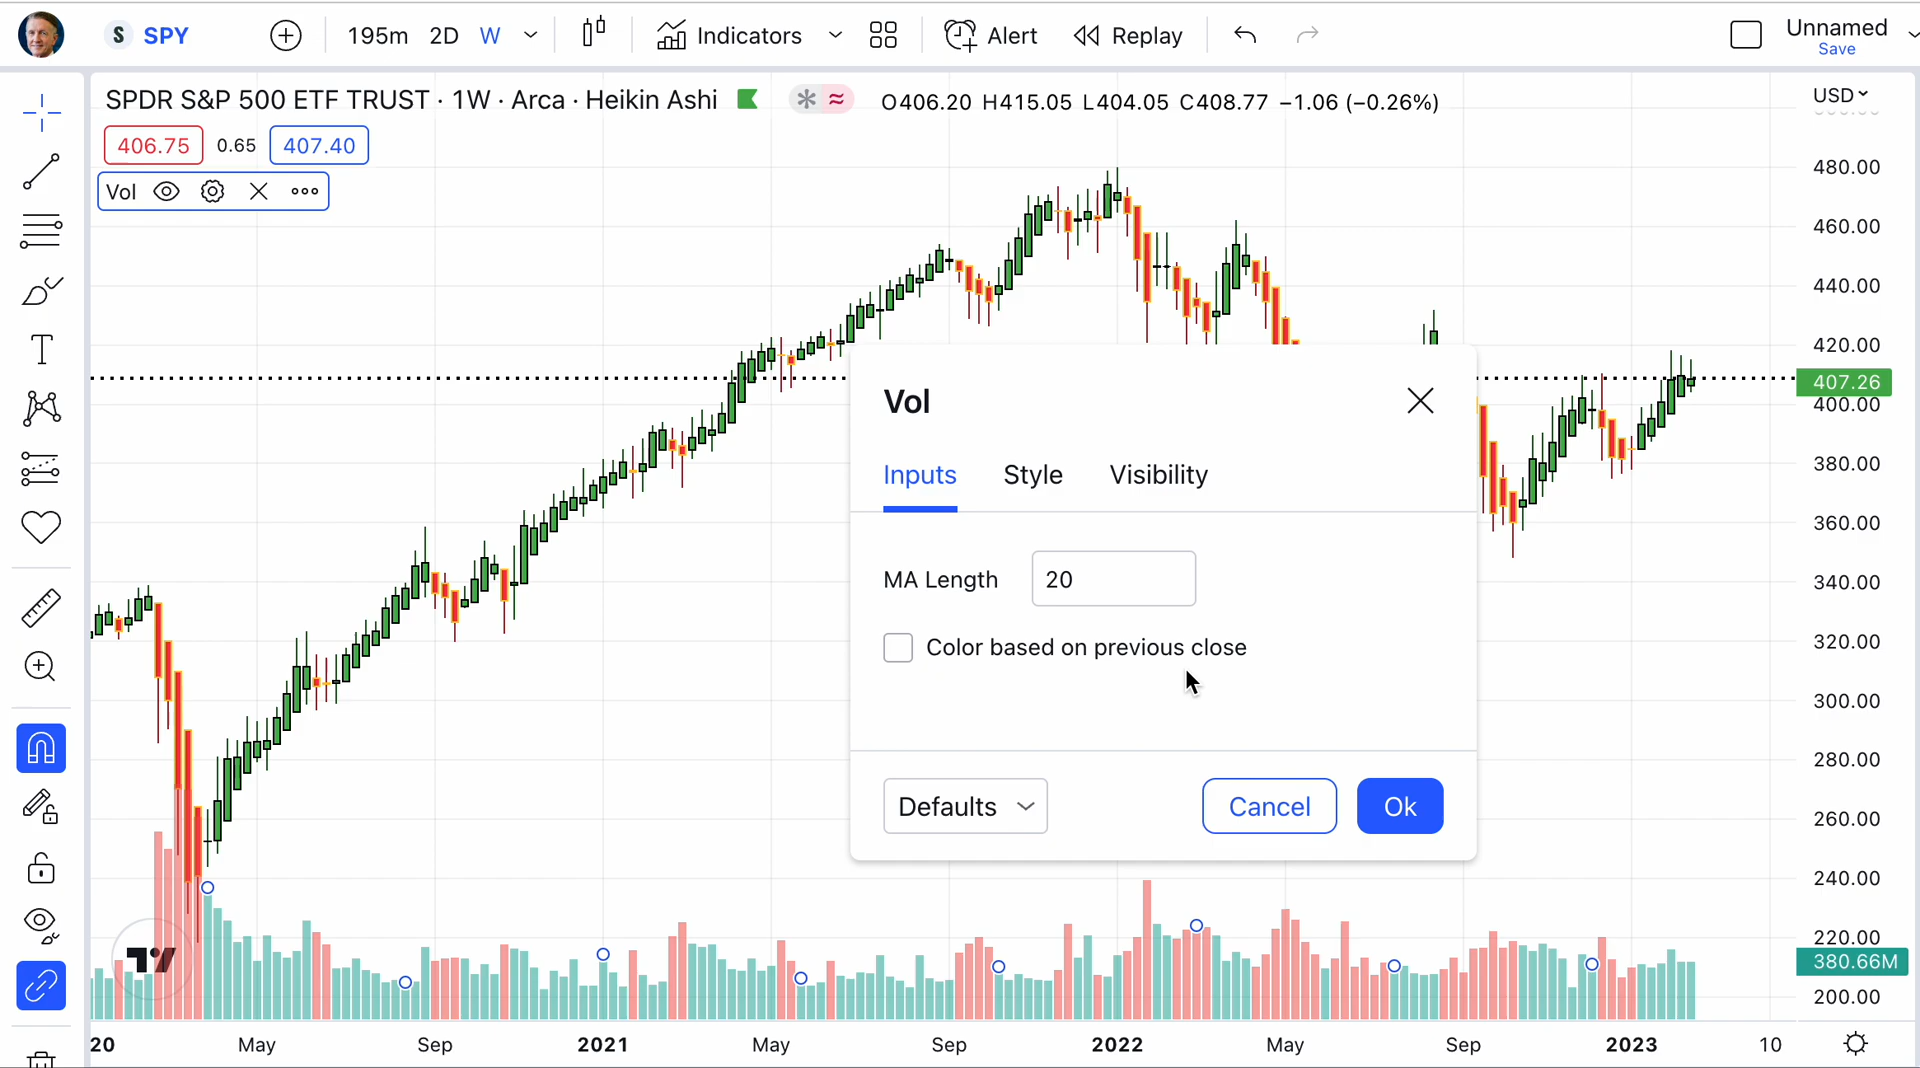 S SPY 195m 2D W Indicators Alert Replay Unnamed
Save
SPDR S&P 500 ETF TRUST · 1W · Arca · Heikin Ashi O406.20 H415.05 L404.05 C408.77 −1.06 (−0.26%)
USD
406.75 0.65 407.40
Vol
480.00
460.00
440.00
420.00
407.26
400.00
380.00
360.00
340.00
320.00
300.00
280.00
260.00
240.00
220.00
380.66M
200.00
Vol
Inputs Style Visibility
MA Length 20
Color based on previous close
Defaults Cancel Ok
20 May Sep 2021 May Sep 2022 May Sep 2023 10